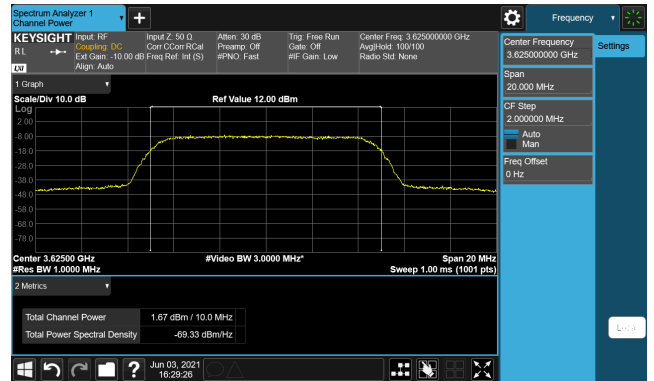 Spectrum Analyzer 1
Channel Power
Frequency
KEYSIGHT
Input: RF
Coupling: DC
Ext Gain: -10.00 dB
Align: Auto
Input Z: 50 Ω
Corr CCorr RCal
Freq Ref: Int (S)
Atten: 30 dB
Preamp: Off
#PNO: Fast
Trig: Free Run
Gate: Off
#IF Gain: Low
Center Freq: 3.625000000 GHz
Avg|Hold: 100/100
Radio Std: None
RL
LXI
Center Frequency
3.625000000 GHz
Settings
Span
20.000 MHz
CF Step
2.000000 MHz
Auto
Man
Freq Offset
0 Hz
1 Graph
Scale/Div 10.0 dB
Ref Value 12.00 dBm
Log
2.00
-8.00
-18.0
-28.0
-38.0
-48.0
-58.0
-68.0
-78.0
Center 3.62500 GHz
#Video BW 3.0000 MHz*
Span 20 MHz
#Res BW 1.0000 MHz
Sweep 1.00 ms (1001 pts)
2 Metrics
Total Channel Power
1.67 dBm / 10.0 MHz
Total Power Spectral Density
-69.33 dBm/Hz
Local
?
Jun 03, 2021
16:29:26